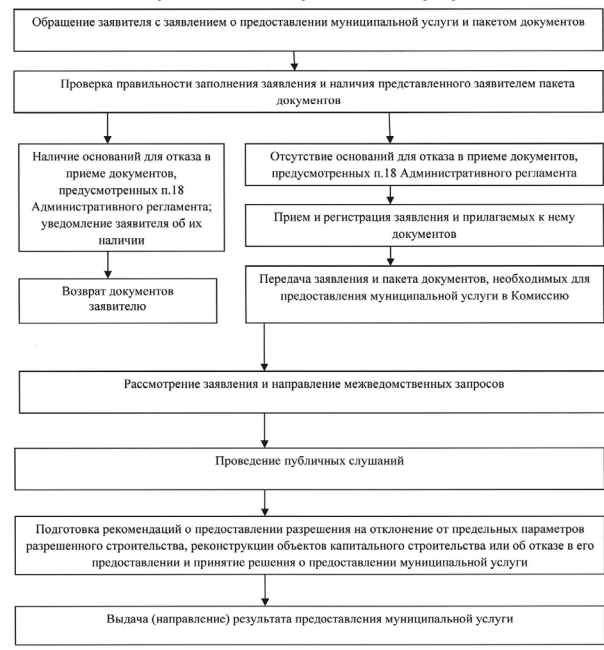 Обращение заявителя с заявлением о предоставлении муниципальной услуги и пакетом документов
Проверка правильности заполнения заявления и наличия представленного заявителем пакета
документов
Наличие оснований для отказа в
приеме документов,
предусмотренных п.18
Административного регламента;
уведомление заявителя об их
наличии
Возврат документов
заявителю
Отсутствие оснований для отказа в приеме документов,
предусмотренных п.18 Административного регламента
Прием и регистрация заявления и прилагаемых к нему
документов
Передача заявления и пакета документов, необходимых для
предоставления муниципальной услуги в Комиссию
Рассмотрение заявления и направление межведомственных запросов
Проведение публичных слушаний
Подготовка рекомендаций о предоставлении разрешения на отклонение от предельных параметров
разрешенного строительства, реконструкции объектов капитального строительства или об отказе в его
предоставлении и принятие решения о предоставлении муниципальной услуги
Выдача (направление) результата предоставления муниципальной услуги